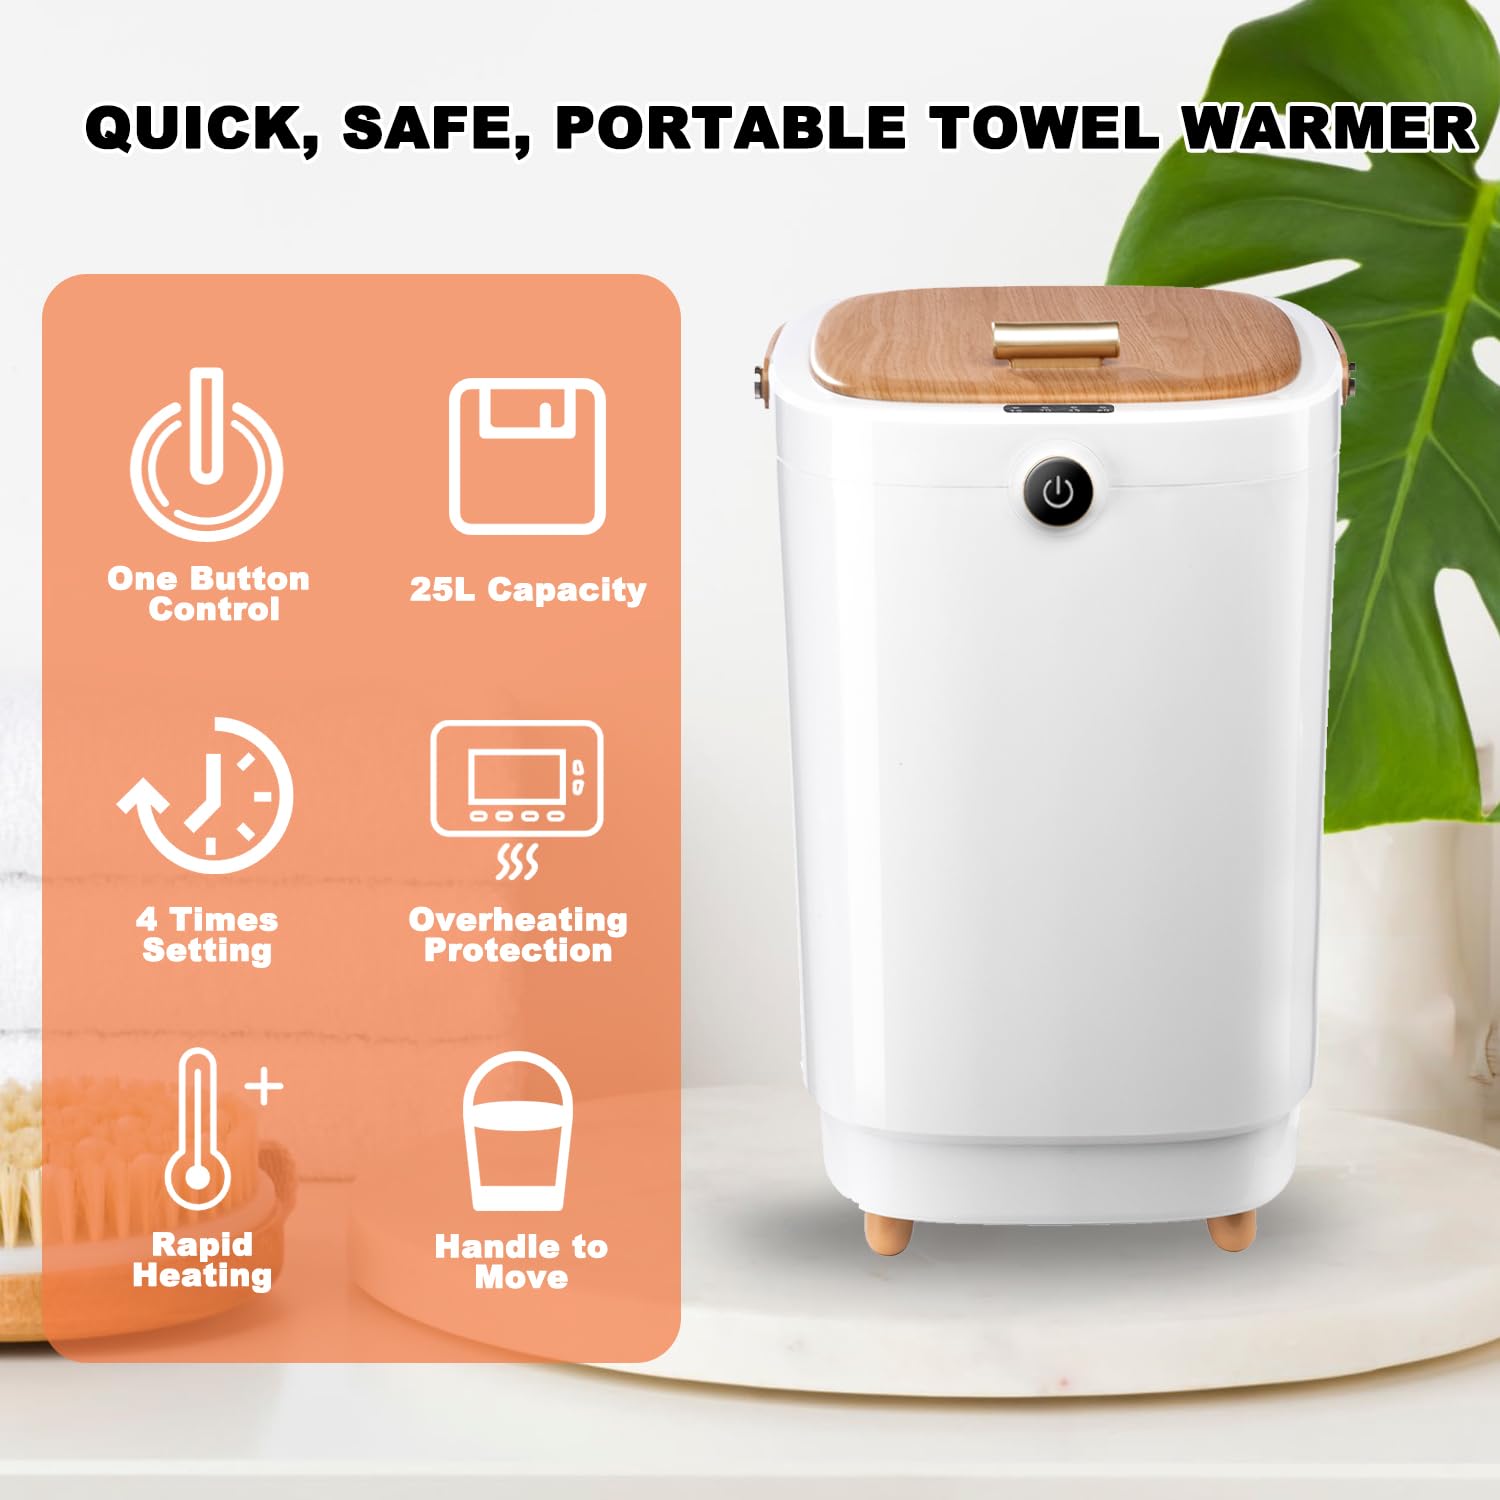 QUICK, SAFE, PORTABLE TOWEL WARMER
One Button
Control
25L Capacity
4 Times
Setting
Overheating
Protection
Rapid
Heating
Handle to
Move